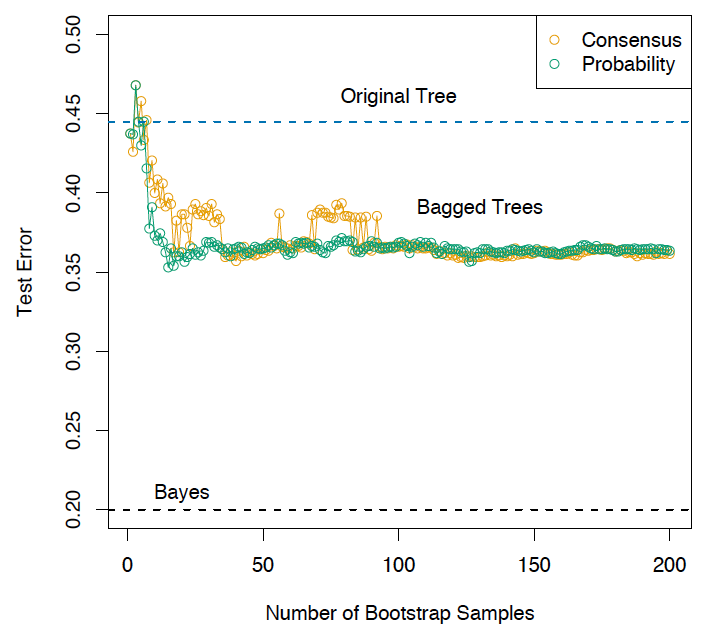 Consensus
Probability
Original Tree
Bagged Trees
Bayes
Test Error
0.50
0.45
0.40
0.35
0.30
0.25
0.20
0 50 100 150 200
Number of Bootstrap Samples